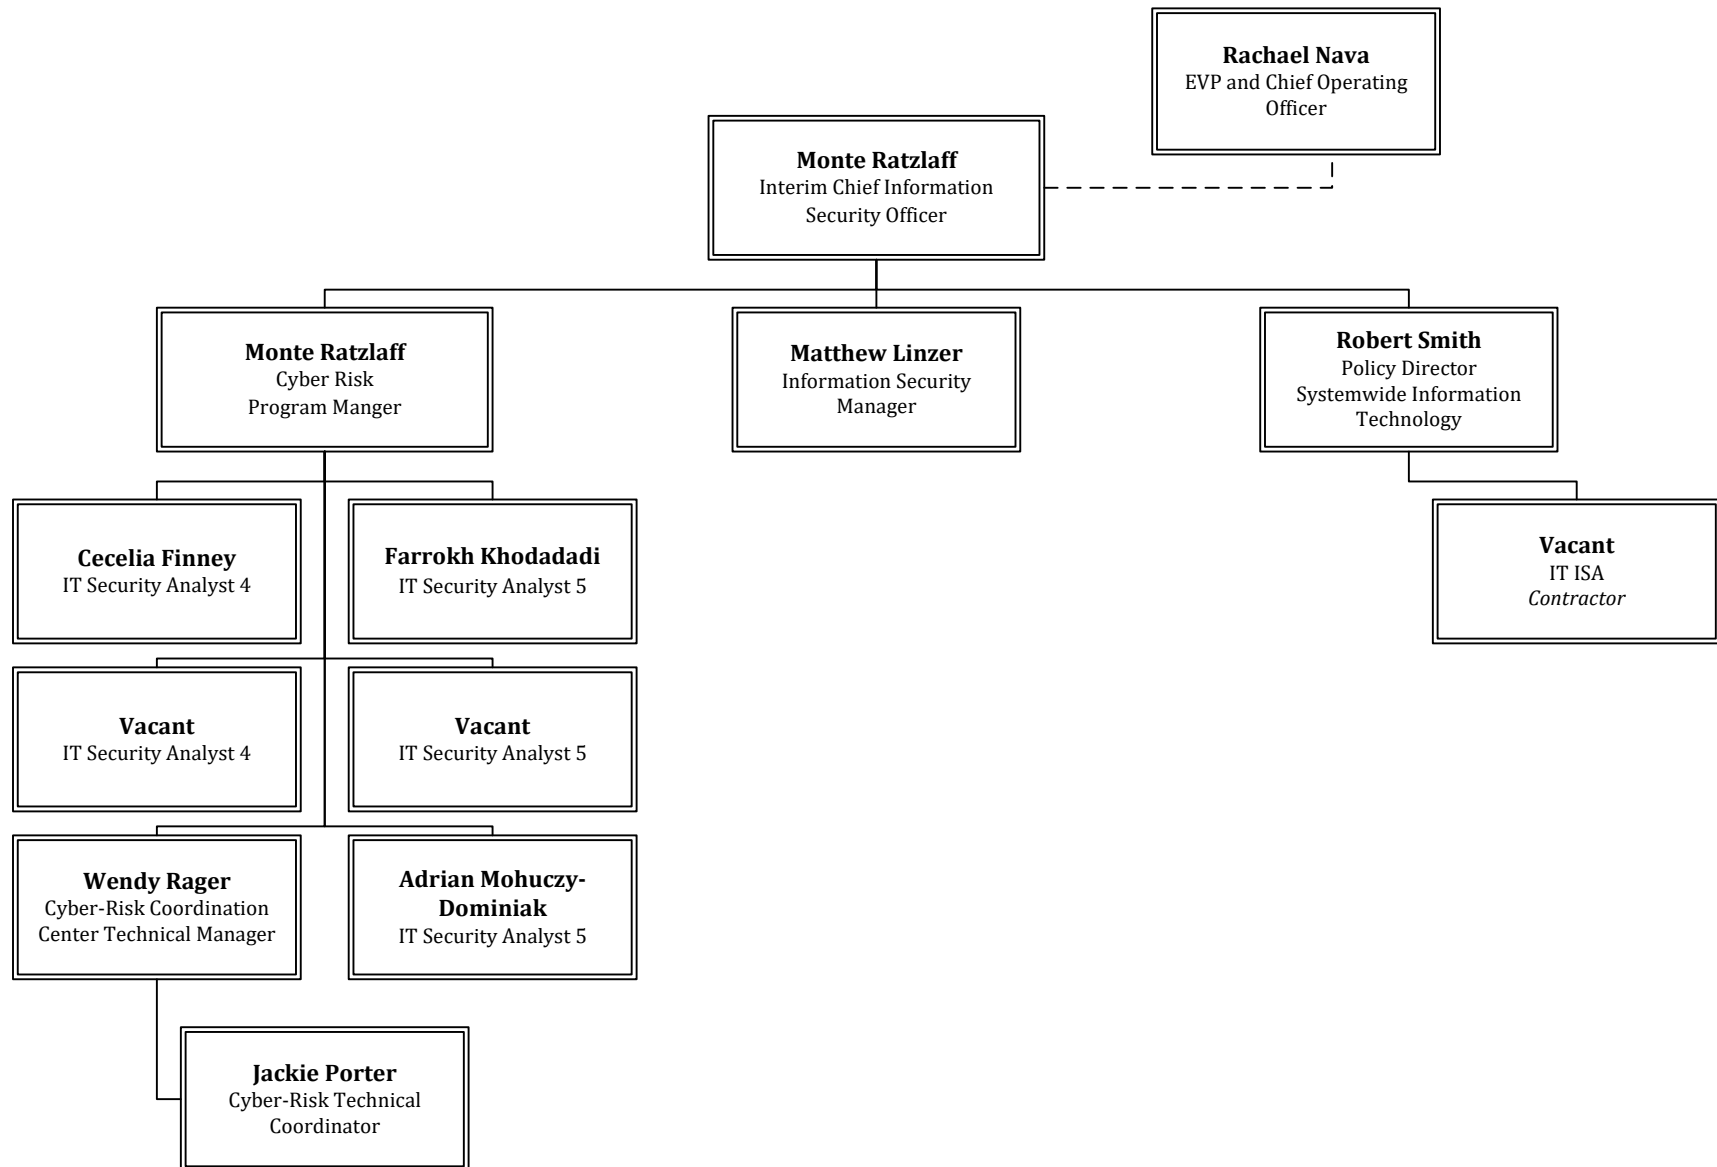 Rachael Nava
EVP and Chief Operating
Officer
Monte Ratzlaff
Interim Chief Information
Security Officer
Monte Ratzlaff
Cyber Risk
Program Manger
Matthew Linzer
Information Security
Manager
Robert Smith
Policy Director
Systemwide Information
Technology
Cecelia Finney
IT Security Analyst 4
Farrokh Khodadadi
IT Security Analyst 5
Vacant
IT ISA
Contractor
Vacant
IT Security Analyst 4
Vacant
IT Security Analyst 5
Wendy Rager
Cyber-Risk Coordination
Center Technical Manager
Adrian Mohuczy-
Dominiak
IT Security Analyst 5
Jackie Porter
Cyber-Risk Technical
Coordinator